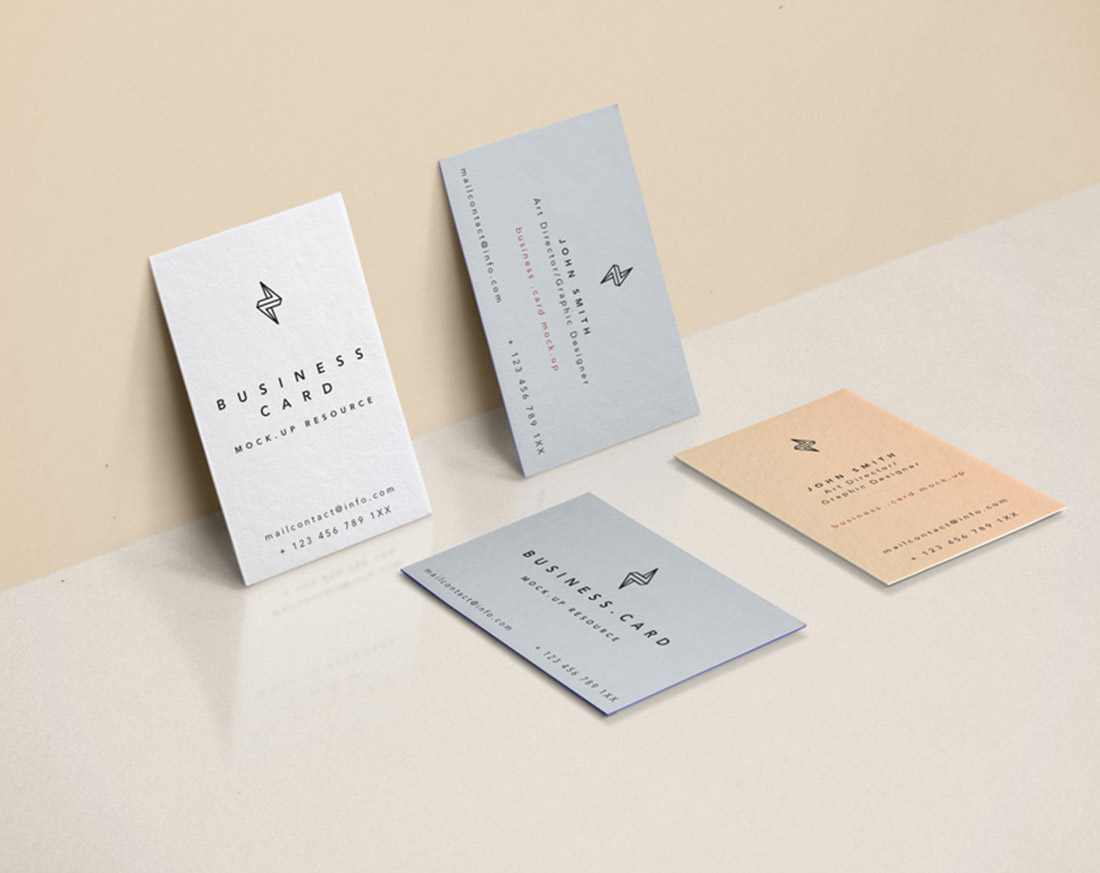 BUSINESS
CARD
MOCK.UP RESOURCE
mailcontact@info.com
+ 123 456 789 1XX
JOHN SMITH
Art Director/Graphic Designer
business .card mock.up
mailcontact@info.com
+ 123 456 789 1XX
BUSINESS.CARD
MOCK.UP RESOURCE
mailcontact@info.com
+ 123 456 789 1XX
JOHN SMITH
Art Director/
Graphic Designer
business .card mock.up
mailcontact@info.com
+ 123 456 789 1XX